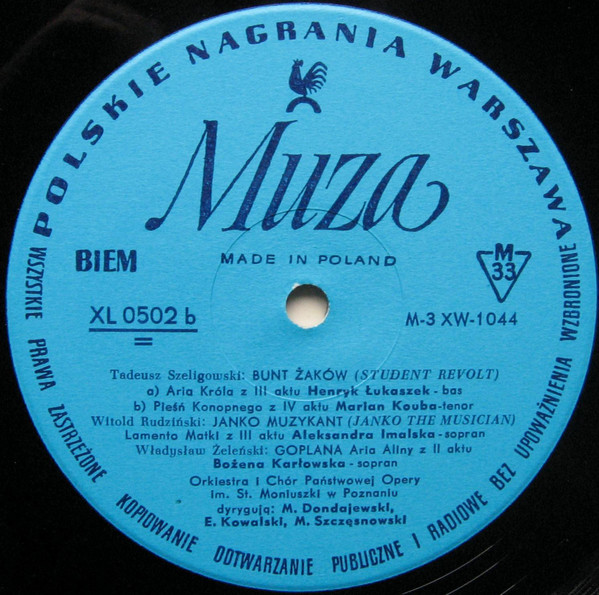 POLSKIE NAGRANIA WARSZAWA
Muza
MADE IN POLAND
BIEM
M
33
XL 0502 b
M-3 XW-1044
Tadeusz Szeligowski: BUNT ŻAKÓW (STUDENT REVOLT)
a) Aria Króla z III aktu Henryk Łukaszek - bas
b) Pieśń Konopnego z IV aktu Marian Kouba-tenor
Witold Rudziński: JANKO MUZYKANT (JANKO THE MUSICIAN)
Lamento Matki z III aktu Aleksandra Imalska - sopran
Władysław Żeleński: GOPLANA Aria Aliny z II aktu
Bożena Karłowska - sopran
Orkiestra i Chór Państwowej Opery
im. St. Moniuszki w Poznaniu
dyrygują: M. Dondajewski,
E. Kowalski, M. Szczęsnowski
WSZYSTKIE PRAWA ZASTRZEŻONE KOPIOWANIE ODTWARZANIE PUBLICZNE I RADIOWE BEZ UPOWAŻNIENIA WZBRONIONE